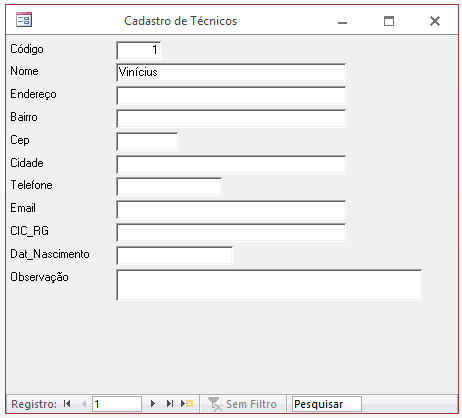 Cadastro de Técnicos
Código 1
Nome Vinícius
Endereço
Bairro
Cep
Cidade
Telefone
Email
CIC_RG
Dat_Nascimento
Observação
Registro: 1 Sem Filtro Pesquisar